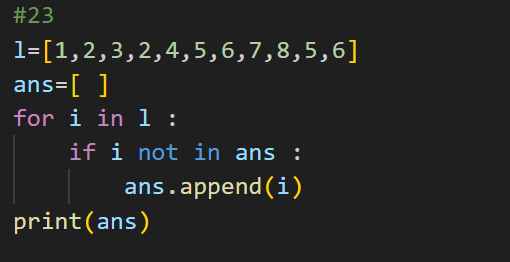 #23
l=[1,2,3,2,4,5,6,7,8,5,6]
ans=[ ]
for i in l :
    if i not in ans :
        ans.append(i)
print(ans)